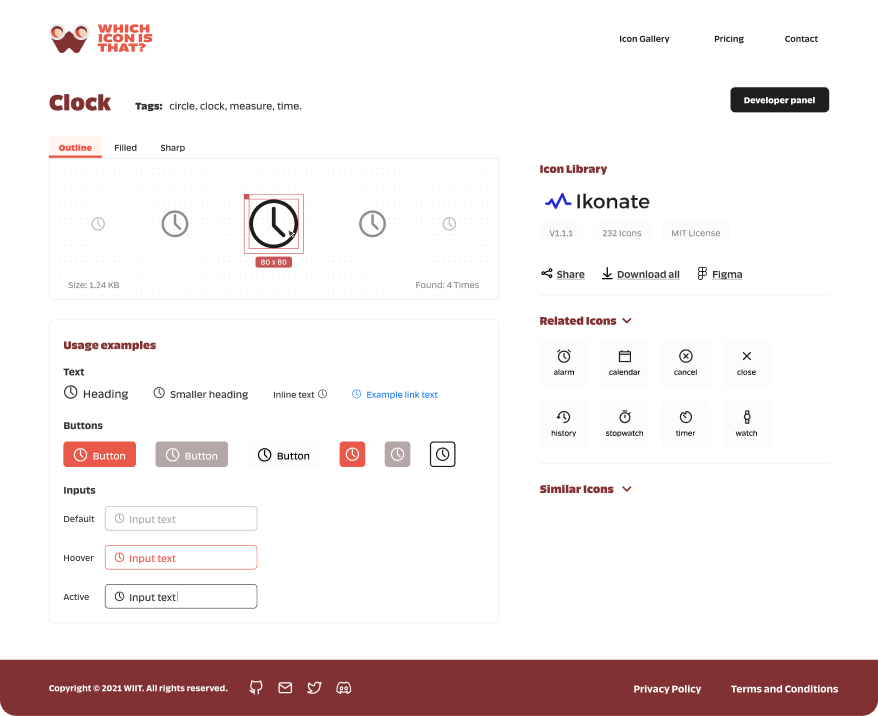 WHICH
ICON IS
THAT?
Icon Gallery
Pricing
Contact
Clock
Tags: circle, clock, measure, time.
Developer panel
Outline
Filled
Sharp
80 x 80
Size: 1.24 KB
Found: 4 Times
Icon Library
Ikonate
V1.1.1
232 Icons
MIT License
Share
Download all
Figma
Related Icons
alarm
calendar
cancel
close
history
stopwatch
timer
watch
Similar Icons
Usage examples
Text
Heading
Smaller heading
Inline text
Example link text
Buttons
Button
Button
Button
Inputs
Default
Input text
Hoover
Input text
Active
Input text
Copyright © 2021 WIIT. All rights reserved.
Privacy Policy
Terms and Conditions